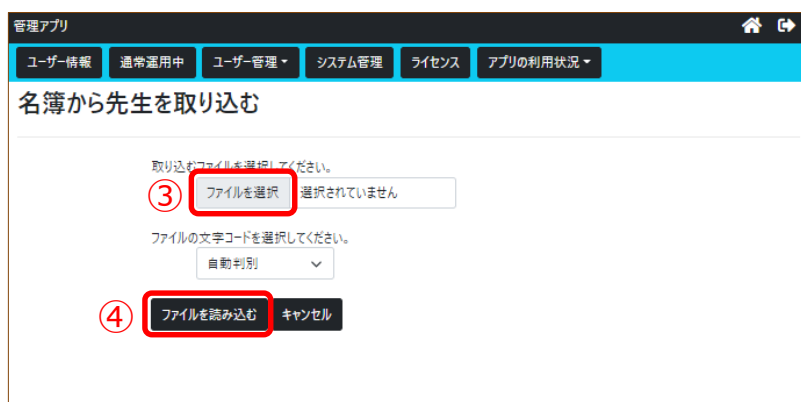 管理アプリ
ユーザー情報 通常運用中 ユーザー管理 システム管理 ライセンス アプリの利用状況
名簿から先生を取り込む
取り込むファイルを選択してください。
③ ファイルを選択 選択されていません
ファイルの文字コードを選択してください。
自動判別
④ ファイルを読み込む キャンセル